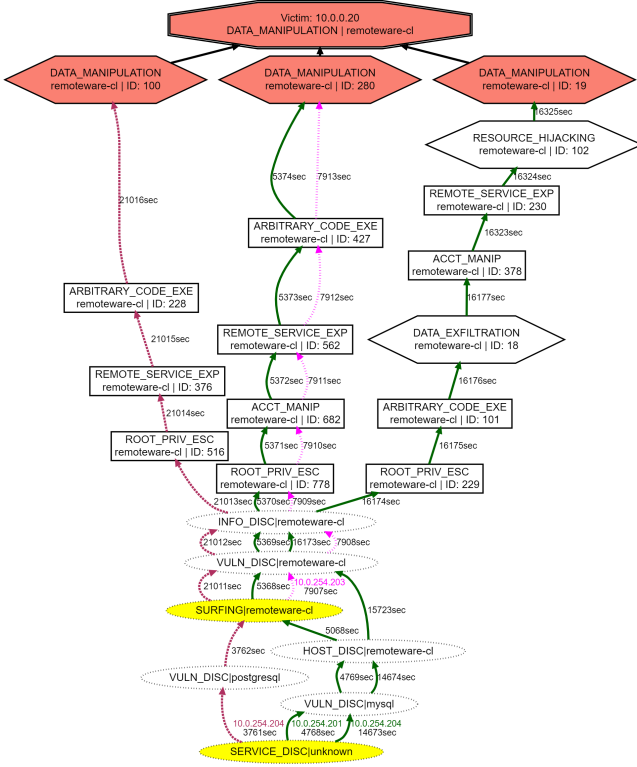 Victim: 10.0.0.20
DATA_MANIPULATION | remoteware-cl
DATA_MANIPULATION
remoteware-cl | ID: 100
DATA_MANIPULATION
remoteware-cl | ID: 280
DATA_MANIPULATION
remoteware-cl | ID: 19
16325sec
RESOURCE_HIJACKING
remoteware-cl | ID: 102
5374sec
7913sec
16324sec
REMOTE_SERVICE_EXP
remoteware-cl | ID: 230
21016sec
ARBITRARY_CODE_EXE
remoteware-cl | ID: 427
16323sec
ACCT_MANIP
remoteware-cl | ID: 378
ARBITRARY_CODE_EXE
remoteware-cl | ID: 228
5373sec
7912sec
16177sec
21015sec
REMOTE_SERVICE_EXP
remoteware-cl | ID: 562
DATA_EXFILTRATION
remoteware-cl | ID: 18
REMOTE_SERVICE_EXP
remoteware-cl | ID: 376
5372sec
7911sec
16176sec
21014sec
ACCT_MANIP
remoteware-cl | ID: 682
ARBITRARY_CODE_EXE
remoteware-cl | ID: 101
ROOT_PRIV_ESC
remoteware-cl | ID: 516
5371sec
7910sec
16175sec
ROOT_PRIV_ESC
remoteware-cl | ID: 778
ROOT_PRIV_ESC
remoteware-cl | ID: 229
21013sec
5370sec
7909sec
16174sec
INFO_DISC|remoteware-cl
21012sec
5369sec
16173sec
7908sec
VULN_DISC|remoteware-cl
21011sec
5368sec
10.0.254.203
7907sec
15723sec
SURFING|remoteware-cl
5068sec
3762sec
HOST_DISC|remoteware-cl
VULN_DISC|postgresql
4769sec
14674sec
VULN_DISC|mysql
10.0.254.204
3761sec
10.0.254.201
4768sec
10.0.254.204
14673sec
SERVICE_DISC|unknown